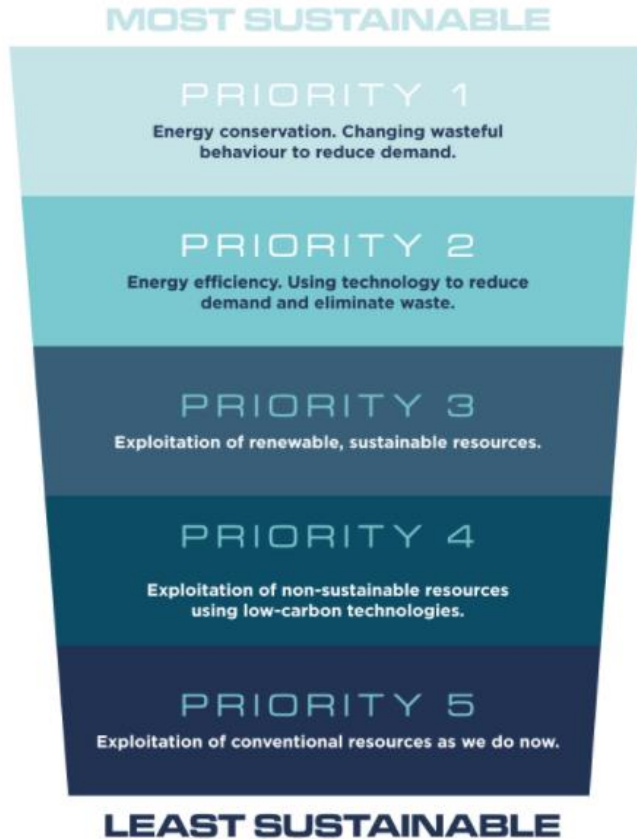 MOST SUSTAINABLE
PRIORITY 1
Energy conservation. Changing wasteful
behaviour to reduce demand.
PRIORITY 2
Energy efficiency. Using technology to reduce
demand and eliminate waste.
PRIORITY 3
Exploitation of renewable, sustainable resources.
PRIORITY 4
Exploitation of non-sustainable resources
using low-carbon technologies.
PRIORITY 5
Exploitation of conventional resources as we do now.
LEAST SUSTAINABLE